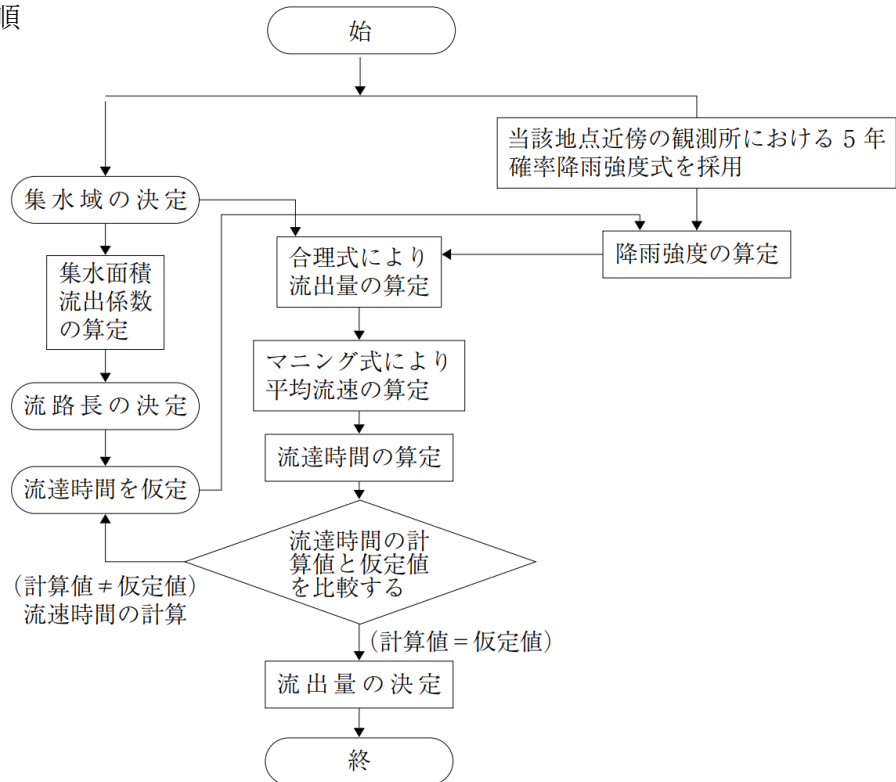 順
始
当該地点近傍の観測所における 5 年
確率降雨強度式を採用
集水域の決定
合理式により
流出量の算定
降雨強度の算定
集水面積
流出係数
の算定
マニング式により
平均流速の算定
流路長の決定
流達時間の算定
流達時間を仮定
流達時間の計
算値と仮定値
を比較する
(計算値≠仮定値)
流速時間の計算
(計算値=仮定値)
流出量の決定
終